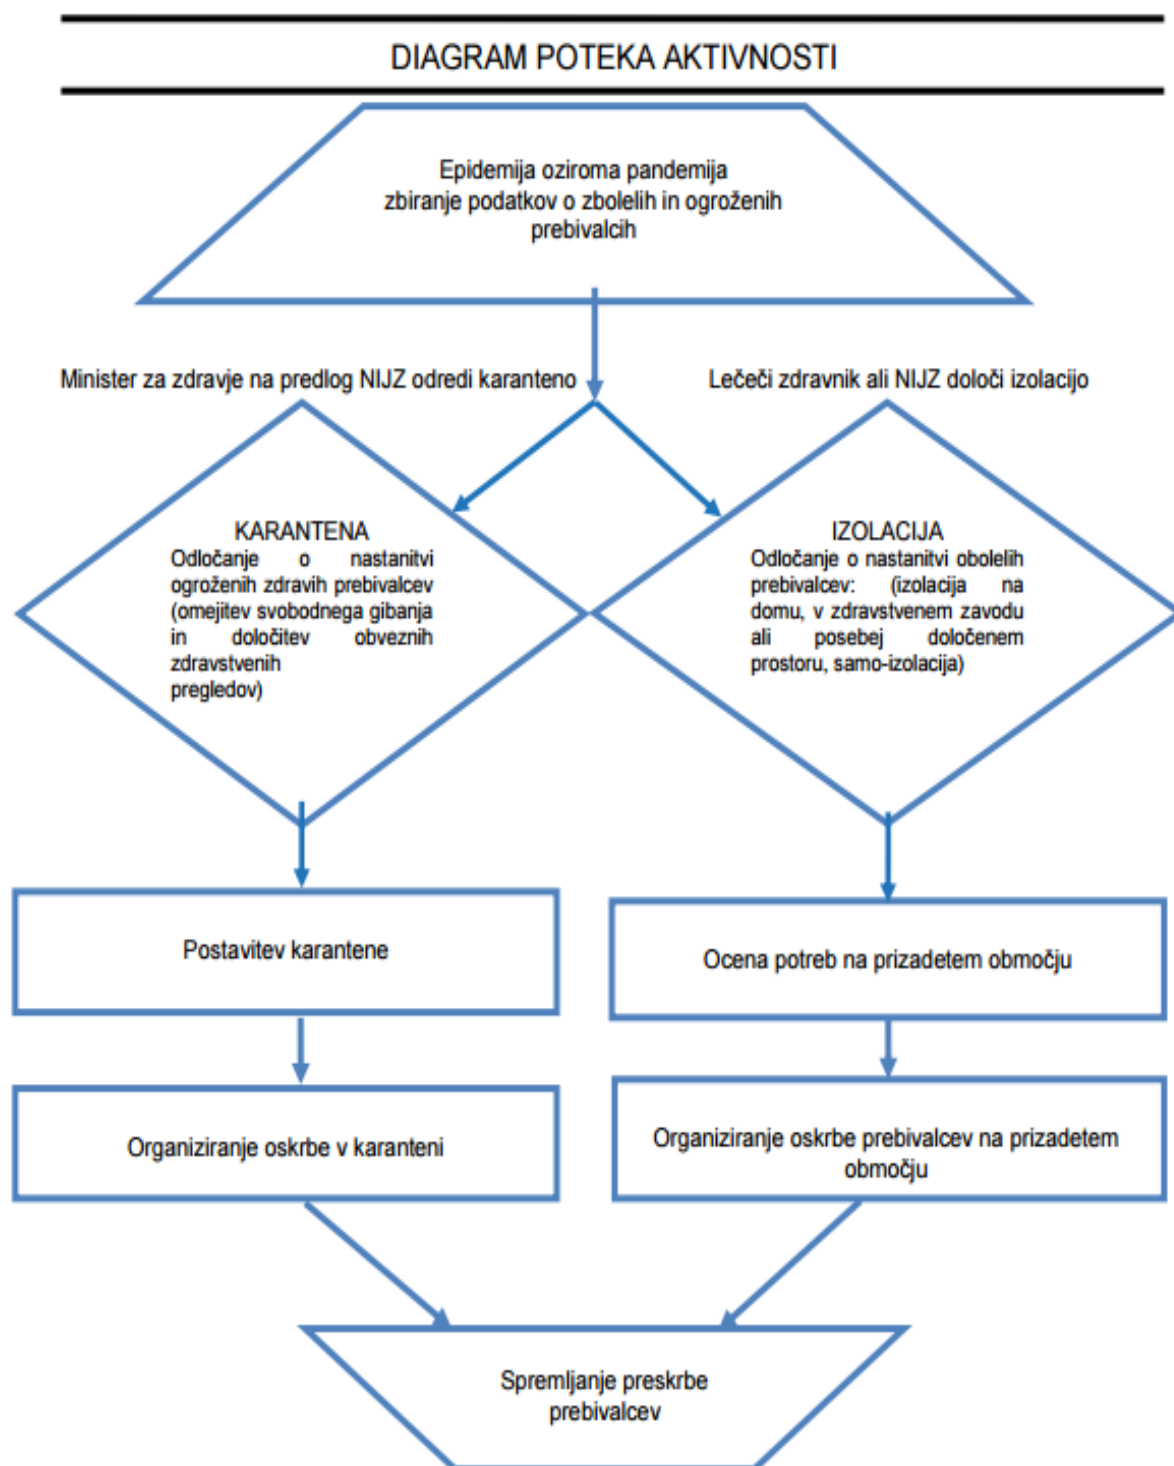 DIAGRAM POTEKA AKTIVNOSTI
Epidemija oziroma pandemija
zbiranje podatkov o zbolelih in ogroženih
prebivalcih
Minister za zdravje na predlog NIJZ odredi karanteno
Lečeči zdravnik ali NIJZ določi izolacijo
KARANTENA
Odločanje o nastanitvi
ogroženih zdravih prebivalcev
(omejitev svobodnega gibanja
in določitev obveznih
zdravstvenih
pregledov)
IZOLACIJA
Odločanje o nastanitvi obolelih
prebivalcev: (izolacija na
domu, v zdravstvenem zavodu
ali posebej določenem
prostoru, samo-izolacija)
Postavitev karantene
Ocena potreb na prizadetem območju
Organiziranje oskrbe v karanteni
Organiziranje oskrbe prebivalcev na prizadetem
območju
Spremljanje preskrbe
prebivalcev